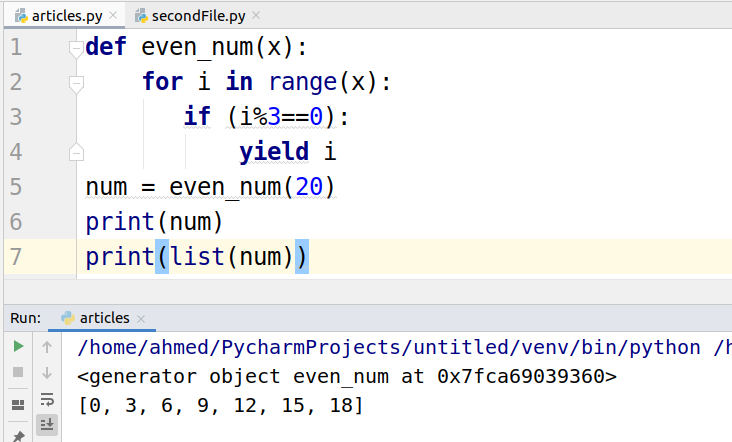 articles.py × secondFile.py ×
1 def even_num(x):
2     for i in range(x):
3        if (i%3==0):
4            yield i
5 num = even_num(20)
6 print(num)
7 print(list(num))
Run: articles ×
/home/ahmed/PycharmProjects/untitled/venv/bin/python
<generator object even_num at 0x7fca69039360>
[0, 3, 6, 9, 12, 15, 18]